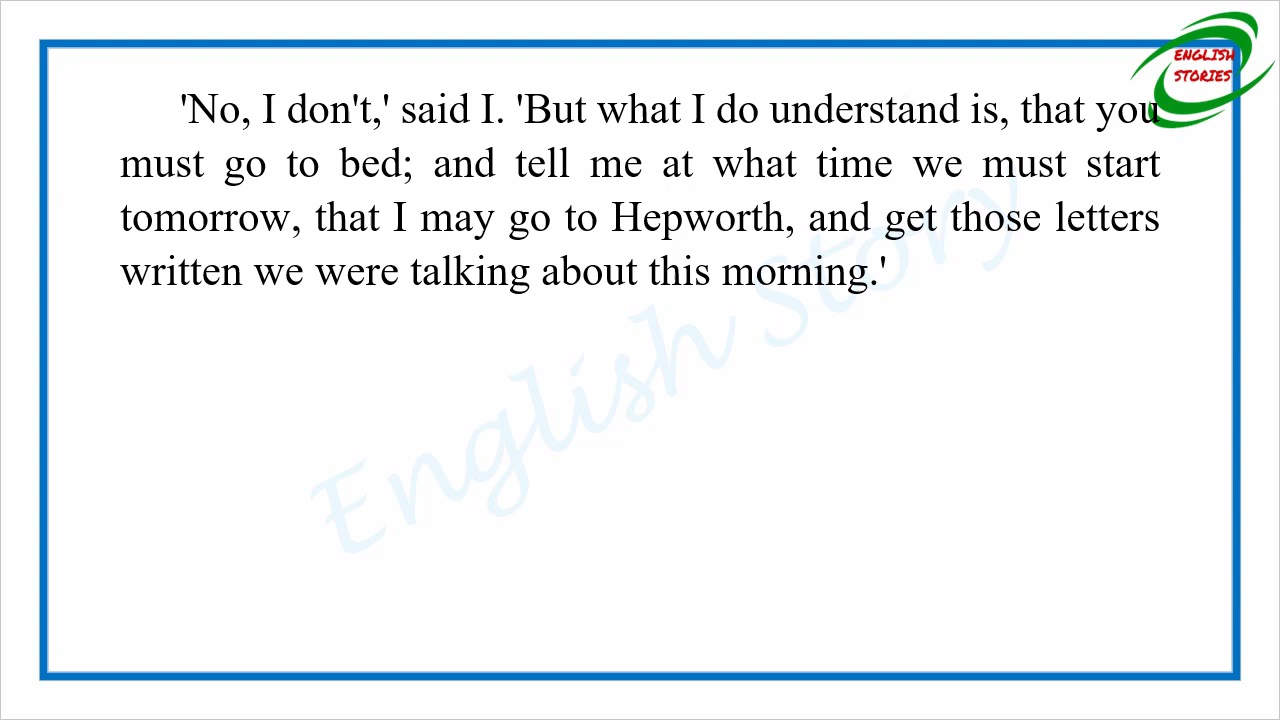 ENGLISH
STORIES
'No, I don't,' said I. 'But what I do understand is, that you
must go to bed; and tell me at what time we must start
tomorrow, that I may go to Hepworth, and get those letters
written we were talking about this morning.'
English Story